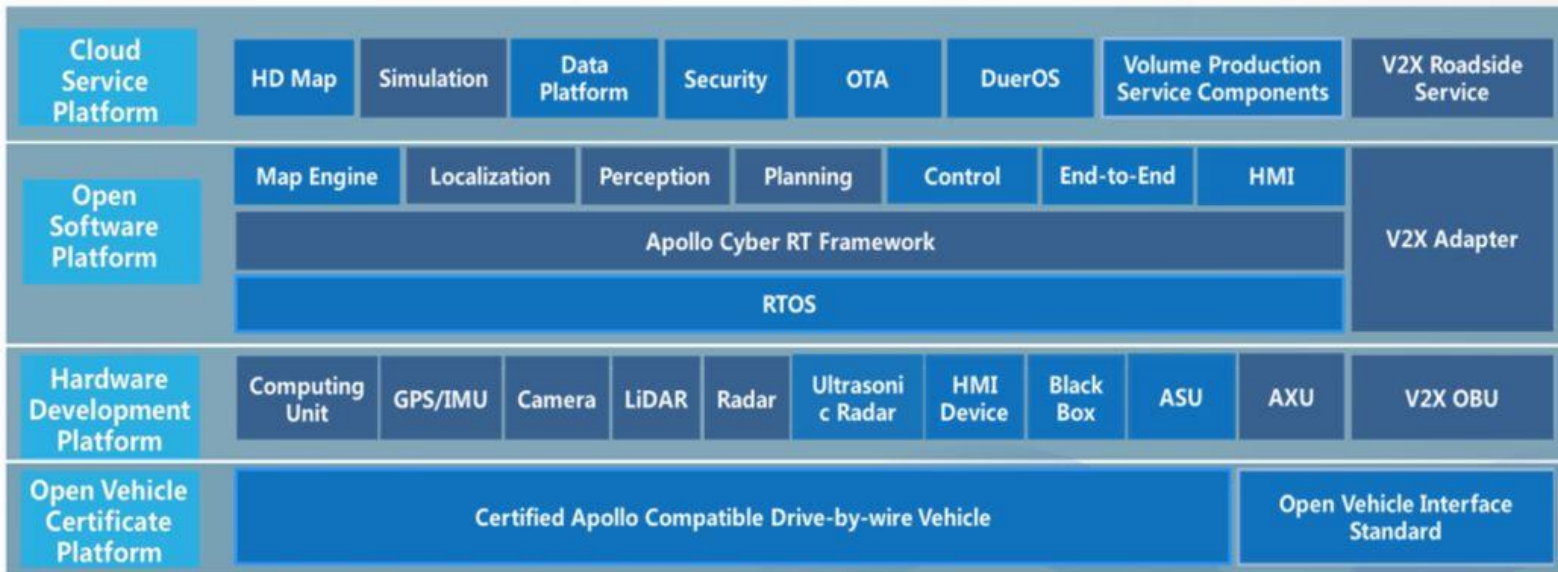 Cloud
Service
Platform
HD Map
Simulation
Data
Platform
Security
OTA
DuerOS
Volume Production
Service Components
V2X Roadside
Service
Open
Software
Platform
Map Engine
Localization
Perception
Planning
Control
End-to-End
HMI
V2X Adapter
Apollo Cyber RT Framework
RTOS
Hardware
Development
Platform
Computing
Unit
GPS/IMU
Camera
LiDAR
Radar
Ultrasoni
c Radar
HMI
Device
Black
Box
ASU
AXU
V2X OBU
Open Vehicle
Certificate
Platform
Certified Apollo Compatible Drive-by-wire Vehicle
Open Vehicle Interface
Standard